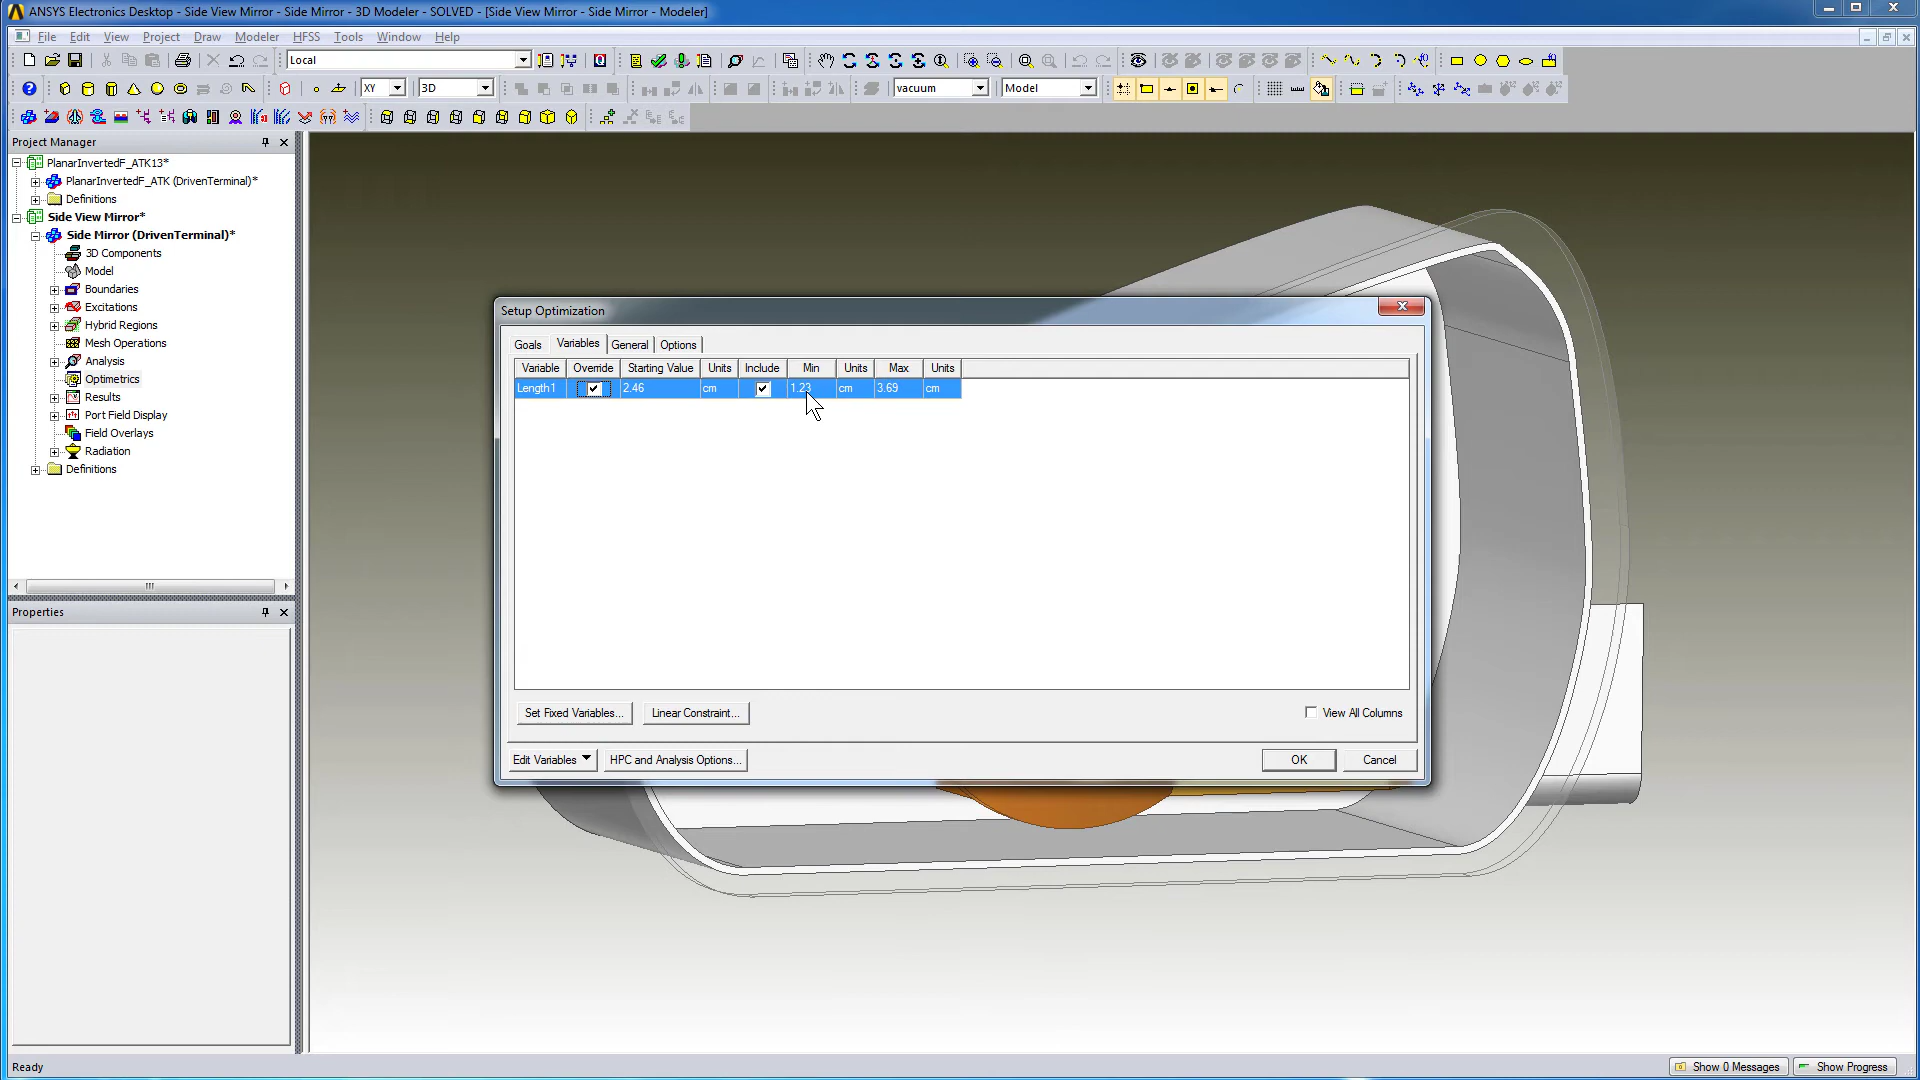 ANSYS Electronics Desktop - Side View Mirror - Side Mirror - 3D Modeler - SOLVED - [Side View Mirror - Side Mirror - Modeler]
File Edit View Project Draw Modeler HFSS Tools Window Help
Local
XY 3D vacuum Model
Project Manager
PlanarInvertedF_ATK13*
PlanarInvertedF_ATK (DrivenTerminal)*
Definitions
Side View Mirror*
Side Mirror (DrivenTerminal)*
3D Components
Model
Boundaries
Excitations
Hybrid Regions
Mesh Operations
Analysis
Optimetrics
Results
Port Field Display
Field Overlays
Radiation
Definitions
Properties
Setup Optimization
Goals Variables General Options
Variable Override Starting Value Units Include Min Units Max Units
Length1 2.46 cm 1.23 cm 3.69 cm
Set Fixed Variables... Linear Constraint... View All Columns
Edit Variables HPC and Analysis Options... OK Cancel
Ready Show 0 Messages Show Progress